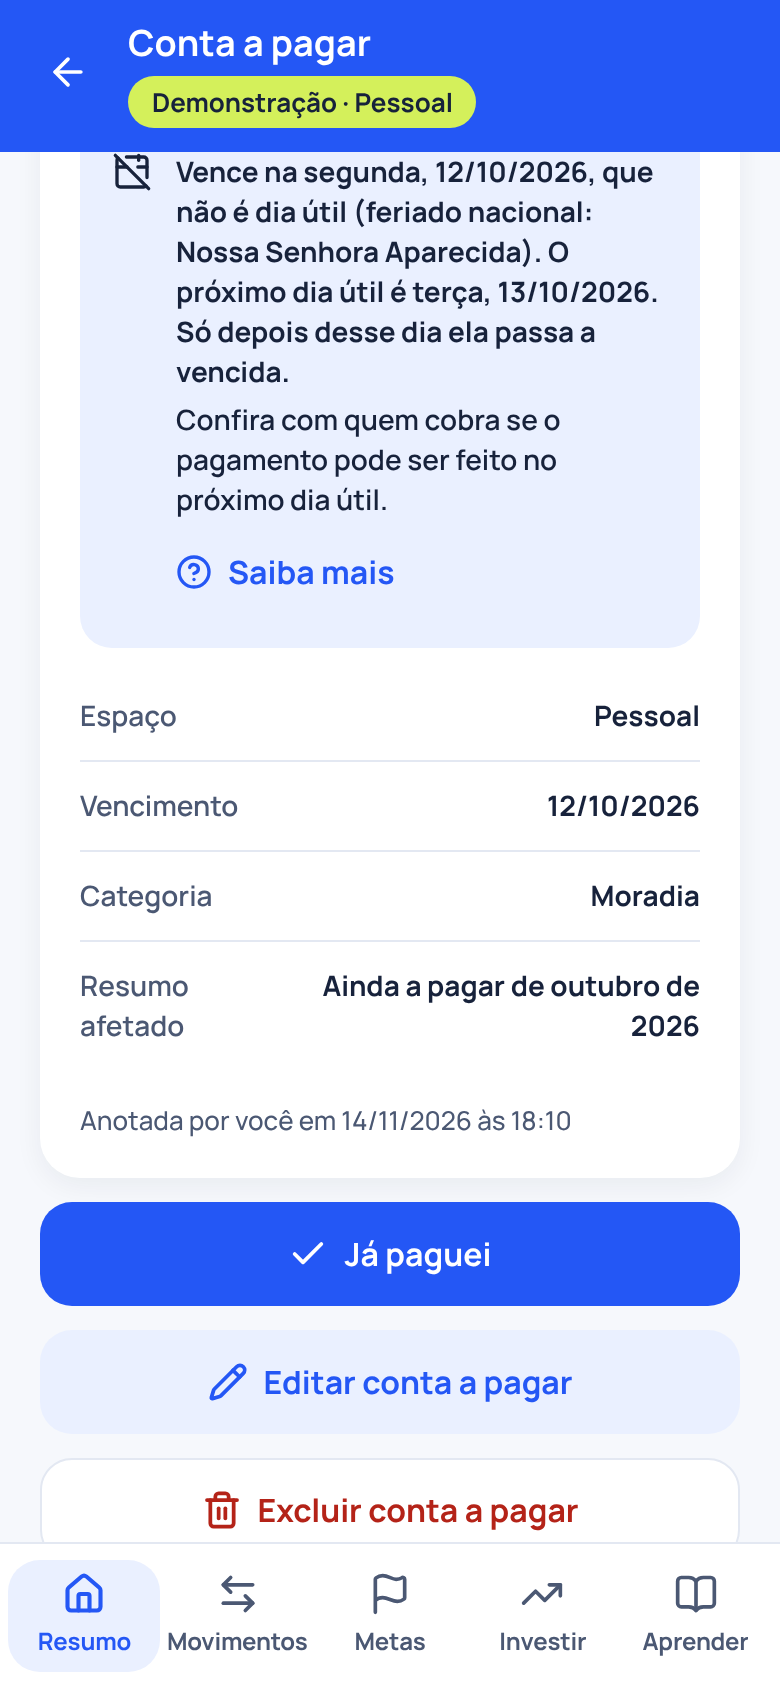 Conta a pagar
Demonstração · Pessoal
Vence na segunda, 12/10/2026, que
não é dia útil (feriado nacional:
Nossa Senhora Aparecida). O
próximo dia útil é terça, 13/10/2026.
Só depois desse dia ela passa a
vencida.
Confira com quem cobra se o
pagamento pode ser feito no
próximo dia útil.
Saiba mais
Espaço Pessoal
Vencimento 12/10/2026
Categoria Moradia
Resumo Ainda a pagar de outubro de
afetado 2026
Anotada por você em 14/11/2026 às 18:10
Já paguei
Editar conta a pagar
Excluir conta a pagar
Resumo Movimentos Metas Investir Aprender